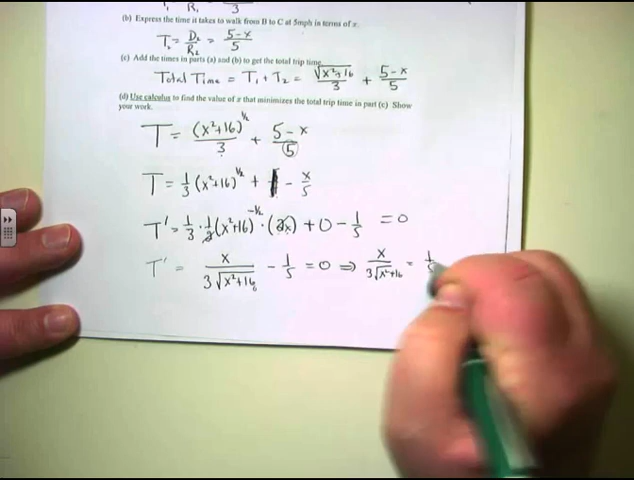 R₁ 3
(b) Express the time it takes to walk from B to C at 5mph in terms of x.
T₂ = D₂/R₂ = (5-x)/5
(c) Add the times in parts (a) and (b) to get the total trip time.
Total Time = T₁ + T₂ = √(x²+16)/3 + (5-x)/5
(d) Use calculus to find the value of x that minimizes the total trip time in part (c) Show
your work.
T = (x²+16)^(1/2)/3 + (5-x)/5
T = 1/3 (x²+16)^(1/2) + 1 - x/5
T' = 1/3 · 1/2 (x²+16)^(-1/2) · (2x) + 0 - 1/5 = 0
T' = x/(3√(x²+16)) - 1/5 = 0 ⇒ x/(3√(x²+16)) = 1/5